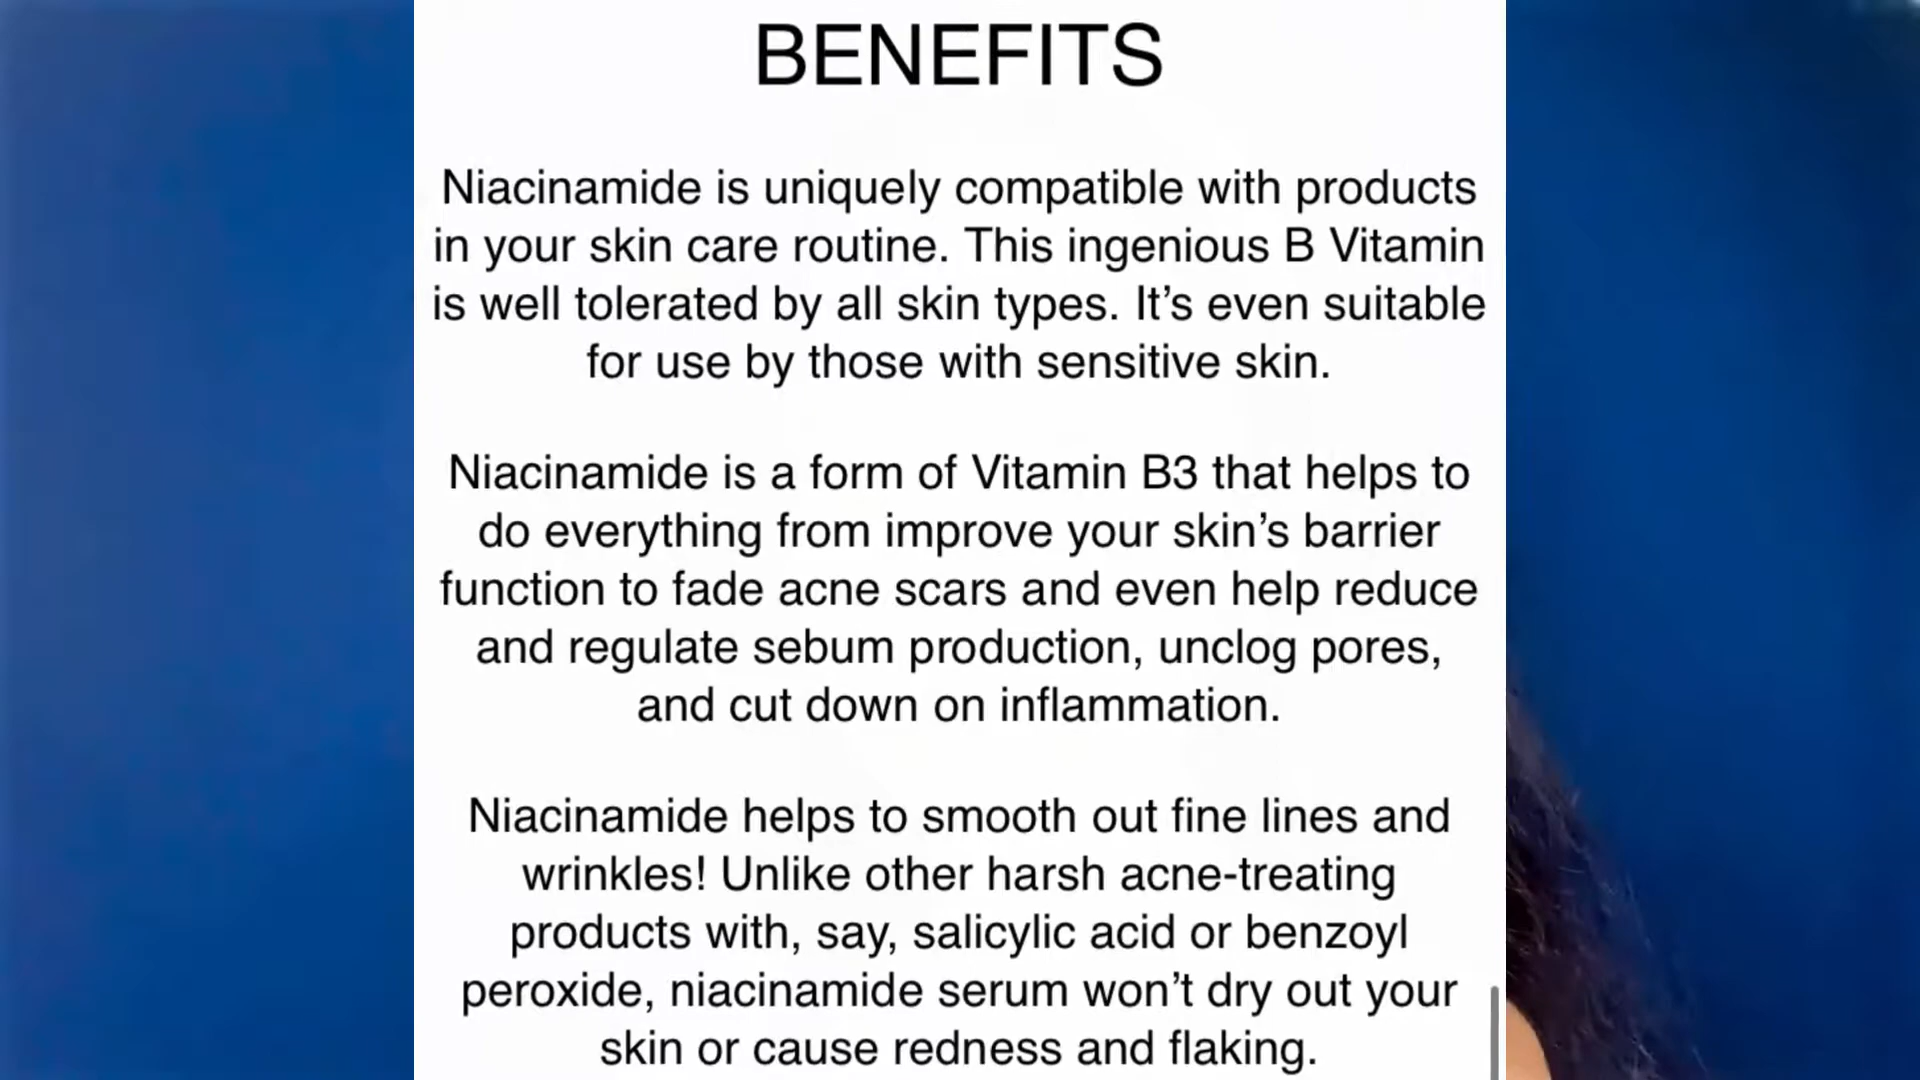 BENEFITS
Niacinamide is uniquely compatible with products
in your skin care routine. This ingenious B Vitamin
is well tolerated by all skin types. It’s even suitable
for use by those with sensitive skin.
Niacinamide is a form of Vitamin B3 that helps to
do everything from improve your skin’s barrier
function to fade acne scars and even help reduce
and regulate sebum production, unclog pores,
and cut down on inflammation.
Niacinamide helps to smooth out fine lines and
wrinkles! Unlike other harsh acne-treating
products with, say, salicylic acid or benzoyl
peroxide, niacinamide serum won’t dry out your
skin or cause redness and flaking.